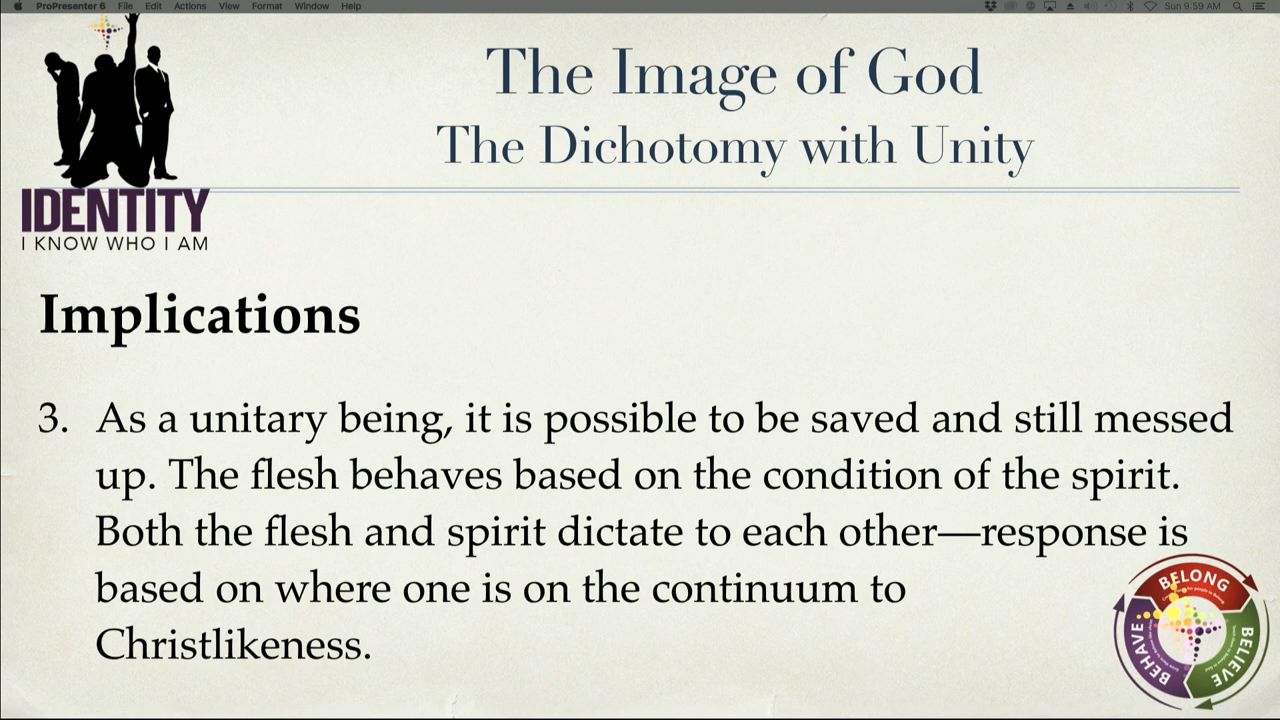 ProPresenter 6 File Edit Actions View Format Window Help Sun 9:59 AM
The Image of God
The Dichotomy with Unity
IDENTITY
I KNOW WHO I AM
Implications
3. As a unitary being, it is possible to be saved and still messed
up. The flesh behaves based on the condition of the spirit.
Both the flesh and spirit dictate to each other—response is
based on where one is on the continuum to
Christlikeness.
BELONG
BELIEVE
BEHAVE